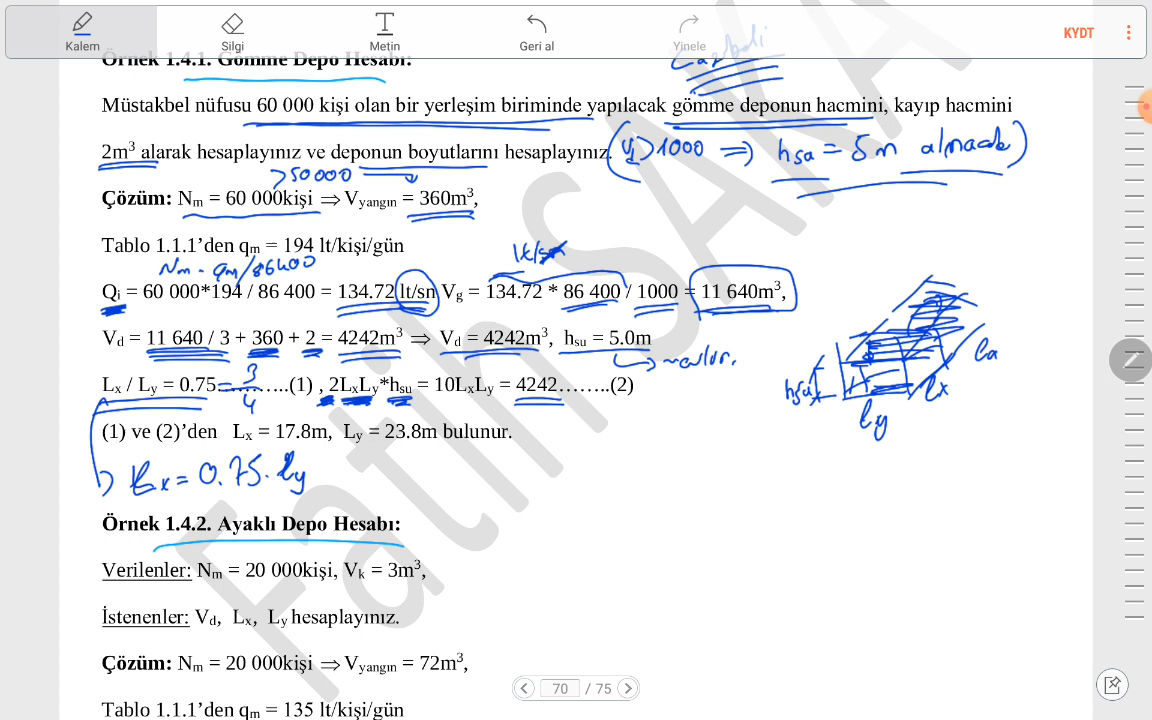 Kalem
Silgi
Metin
Geri al
Yinele
KYDT
Örnek 1.4.1. Gömme Depo Hesabı:
Müstakbel nüfusu 60 000 kişi olan bir yerleşim biriminde yapılacak gömme deponun hacmini, kayıp hacmini
2m³ alarak hesaplayınız ve deponun boyutlarını hesaplayınız. (Vd>1000 ⇒ hsu = 5m alınacak)
>50000
Çözüm: Nm = 60 000kişi ⇒ Vyangın = 360m³,
Tablo 1.1.1’den qm = 194 lt/kişi/gün
Nm . qm/86400
lt/sn
Qi = 60 000*194 / 86 400 = 134.72 lt/sn Vg = 134.72 * 86 400 / 1000 = 11 640m³,
Vd = 11 640 / 3 + 360 + 2 = 4242m³ ⇒ Vd = 4242m³, hsu = 5.0m
Lx / Ly = 0.75 = 3/4 ……..(1) , 2LxLy*hsu = 10LxLy = 4242……..(2)
hsu
lx
lx
ly
(1) ve (2)’den Lx = 17.8m, Ly = 23.8m bulunur.
Lx = 0.75. Ly
Örnek 1.4.2. Ayaklı Depo Hesabı:
Verilenler: Nm = 20 000kişi, Vk = 3m³,
İstenenler: Vd, Lx, Ly hesaplayınız.
Çözüm: Nm = 20 000kişi ⇒ Vyangın = 72m³,
70 / 75
Tablo 1.1.1’den qm = 135 lt/kişi/gün
Fatih SAKA